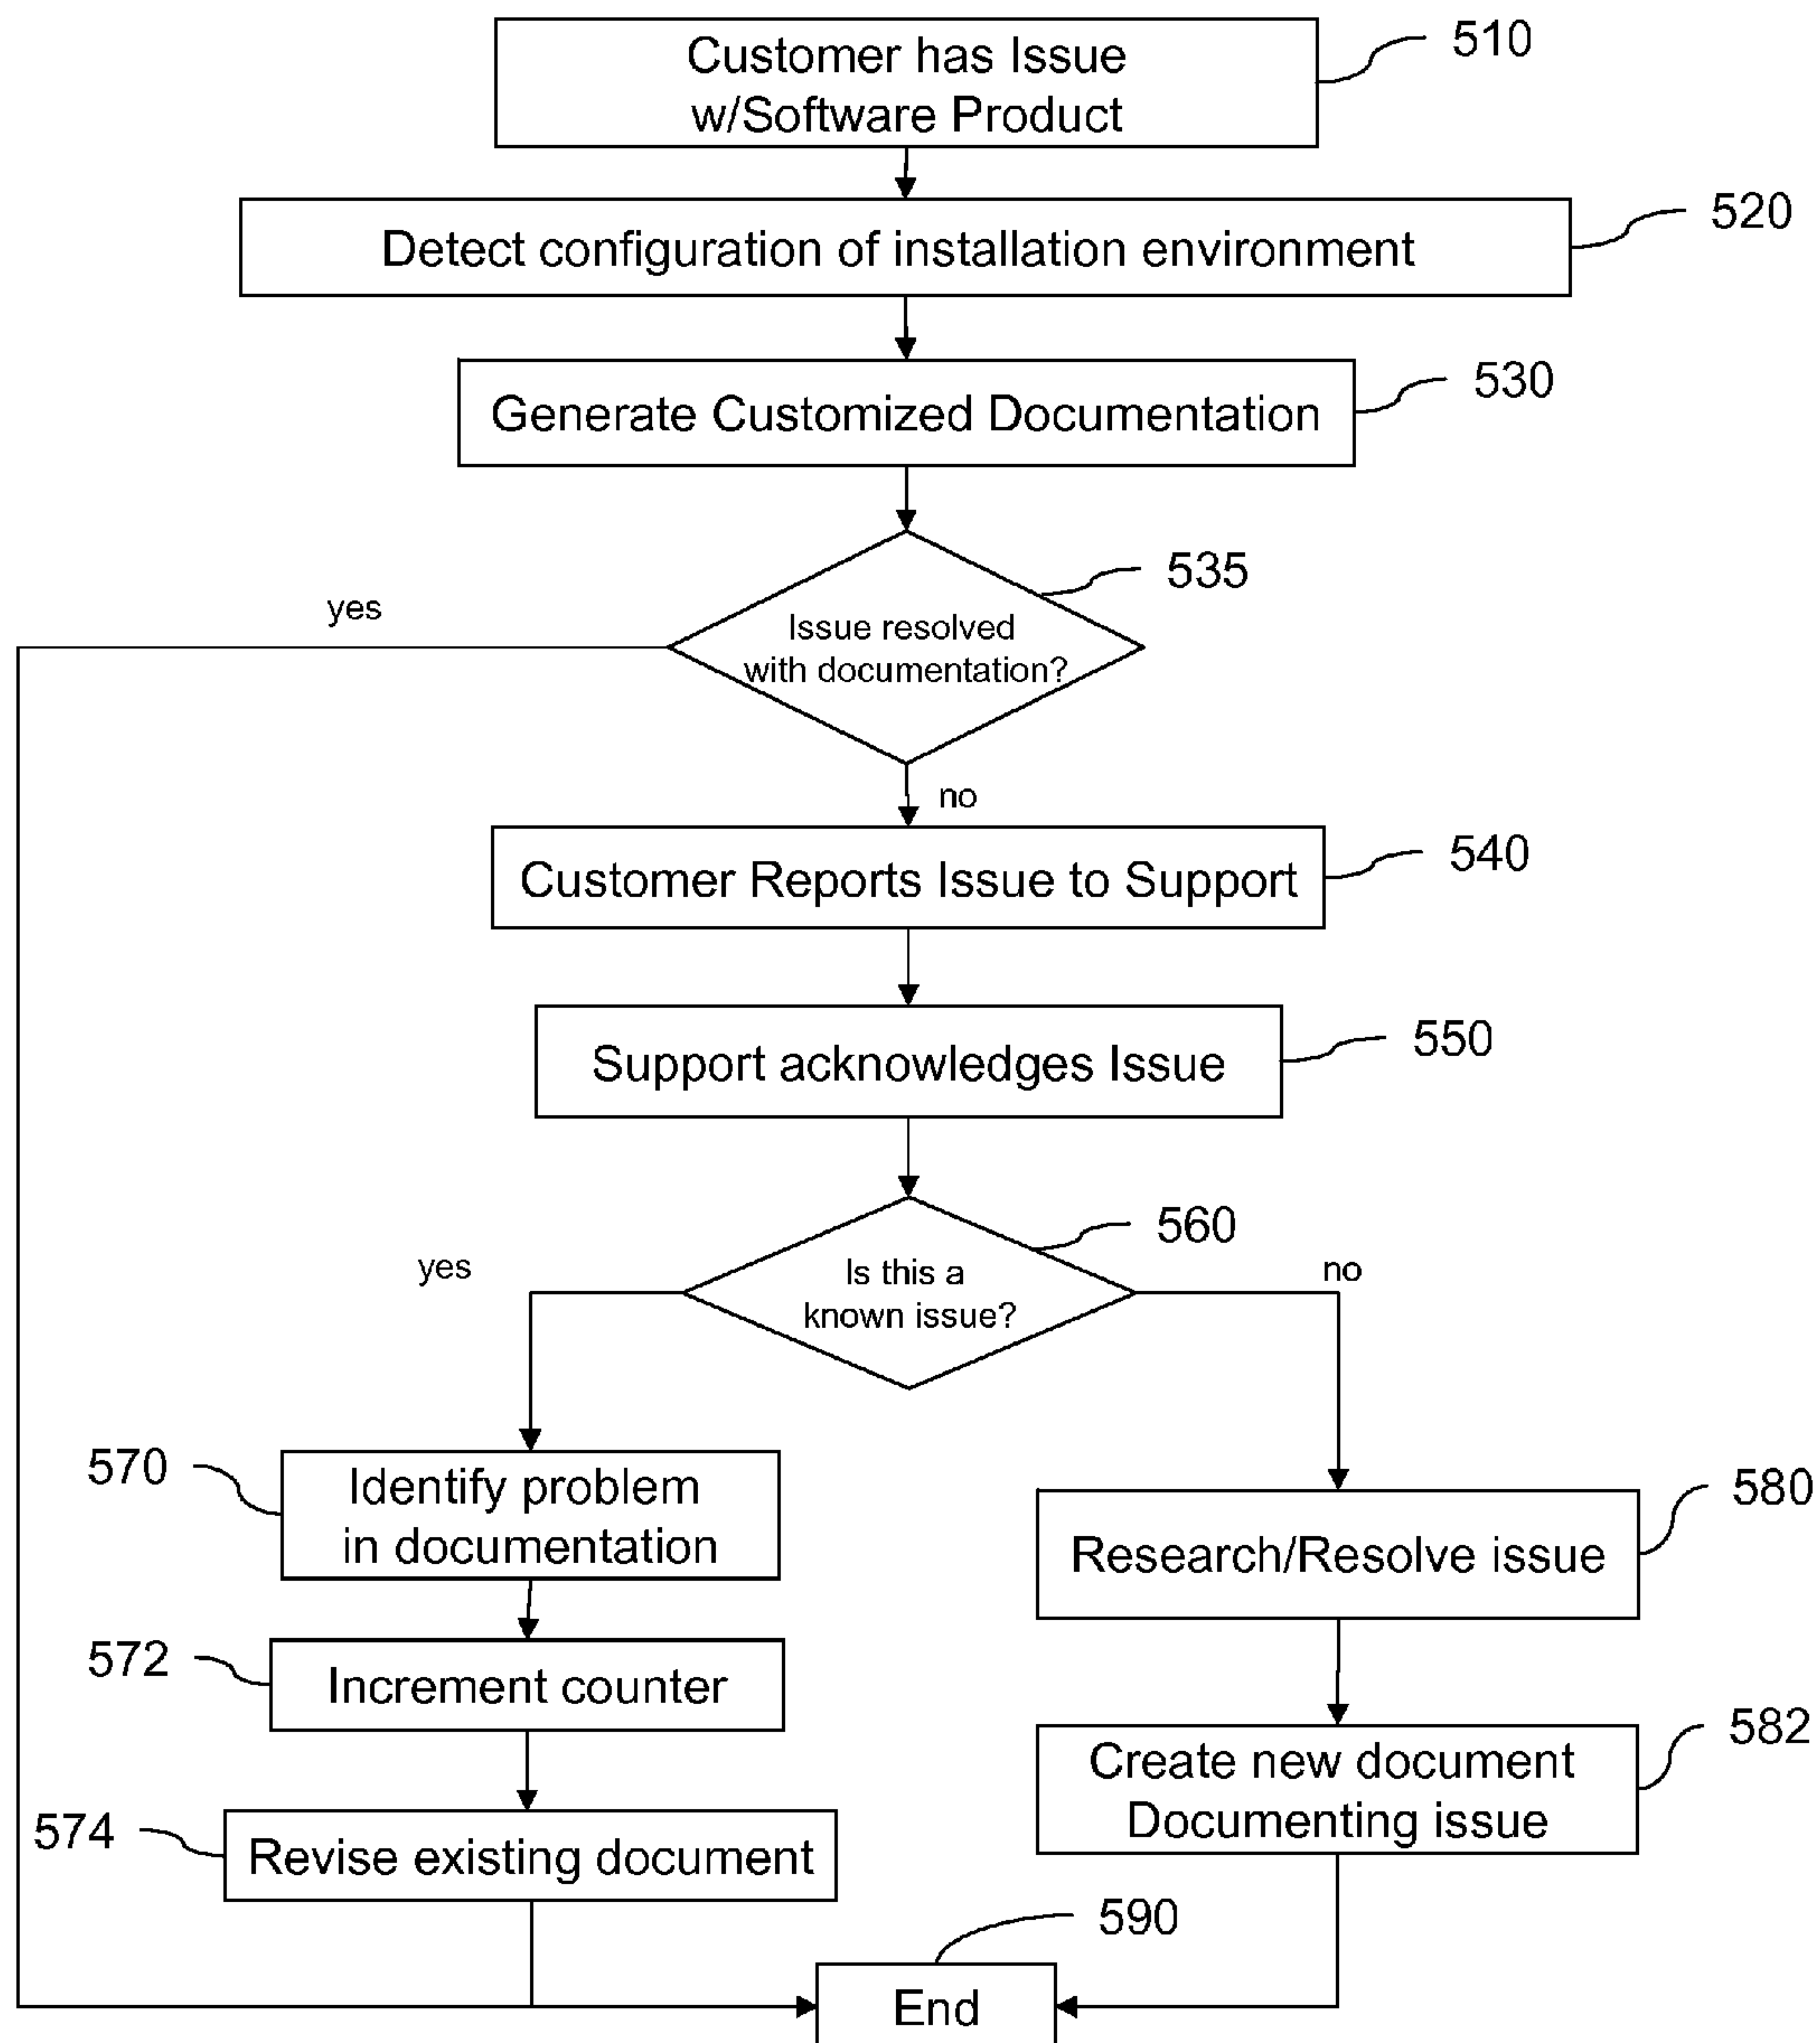 Customer has Issue
w/Software Product
510
Detect configuration of installation environment
520
Generate Customized Documentation
530
Issue resolved
with documentation?
535
yes
no
Customer Reports Issue to Support
540
Support acknowledges Issue
550
Is this a
known issue?
560
yes
no
570
Identify problem
in documentation
580
Research/Resolve issue
572
Increment counter
582
Create new document
Documenting issue
574
Revise existing document
590
End